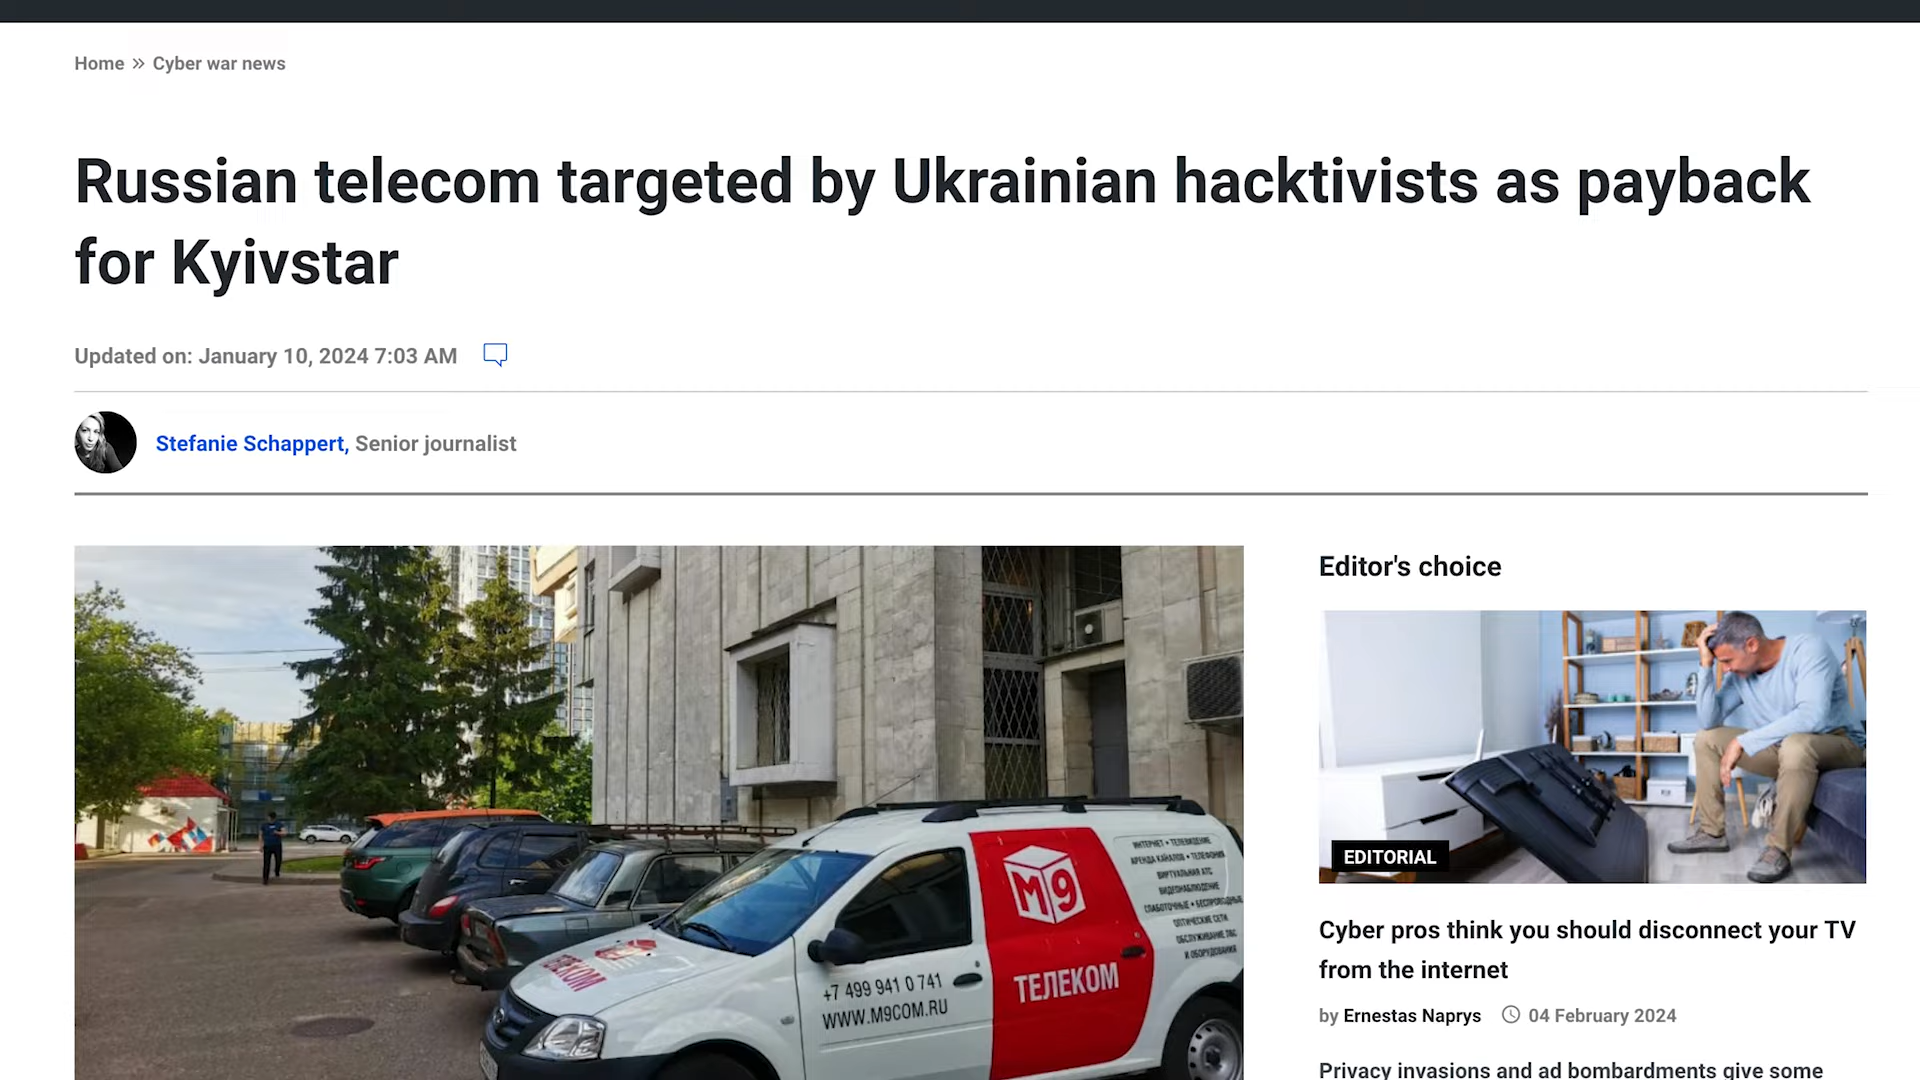 Home » Cyber war news
Russian telecom targeted by Ukrainian hacktivists as payback
for Kyivstar
Updated on: January 10, 2024 7:03 AM
Stefanie Schappert, Senior journalist
Editor's choice
EDITORIAL
Cyber pros think you should disconnect your TV
from the internet
by Ernestas Naprys 04 February 2024
Privacy invasions and ad bombardments give some
М9
ТЕЛЕКОМ
ТЕЛЕКОМ
+7 499 941 0 741
WWW.M9COM.RU
ИНТЕРНЕТ • ТЕЛЕВИДЕНИЕ
АРЕНДА КАНАЛОВ • ТЕЛЕФОНИЯ
ВИРТУАЛЬНАЯ АТС
ВИДЕОНАБЛЮДЕНИЕ
СЛАБОТОЧНЫЕ • БЕСПРОВОДНЫЕ
ОПТИЧЕСКИЕ СЕТИ
ОБСЛУЖИВАНИЕ ЛВС
И ОБОРУДОВАНИЯ